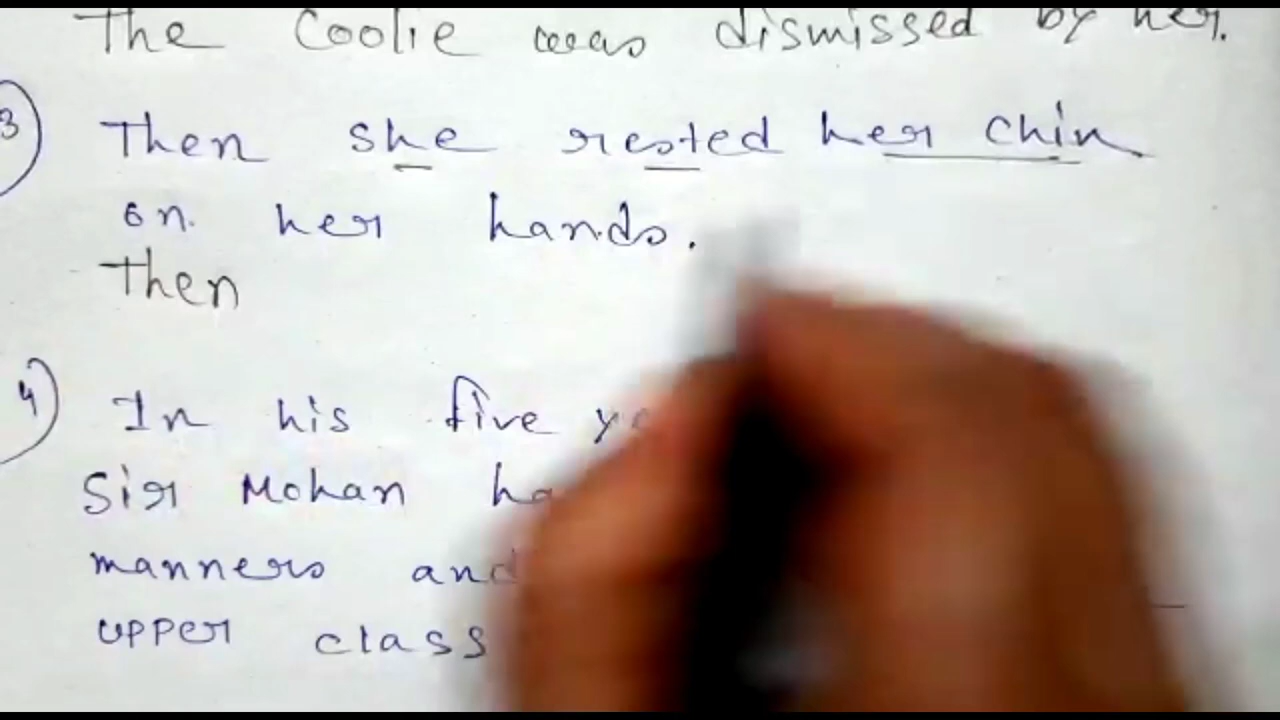 The Coolie was dismissed by her.
3 Then she rested her chin
on her hands.
Then
4 In his five
Sir Mohan
manners and
upper class